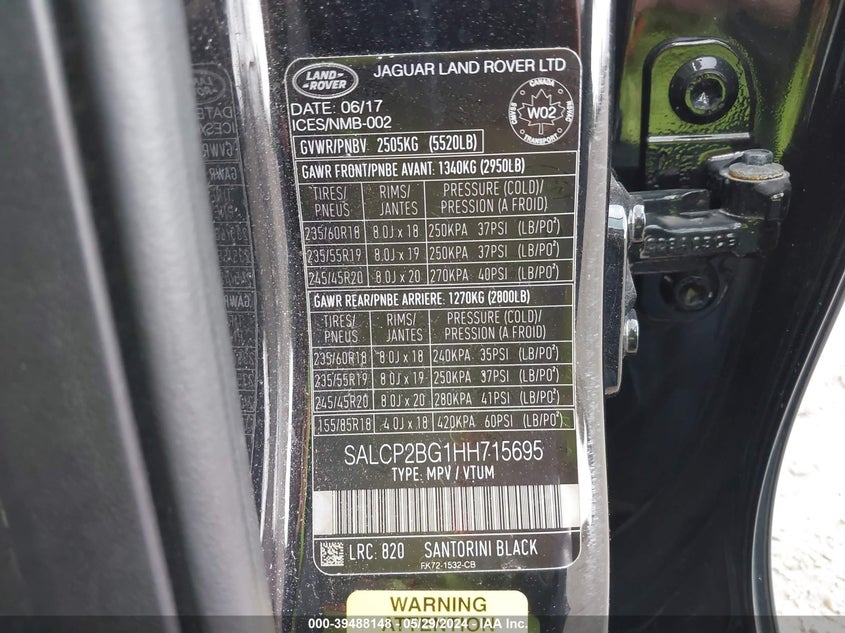 LAND-
ROVER
JAGUAR LAND ROVER LTD
DATE: 06/17
ICES/NMB-002
CANADA
W02
GVWR/PNBV 2505KG (5520LB)
GAWR FRONT/PNBE AVANT: 1340KG (2950LB)
TIRES/ PNEUS RIMS/ JANTES PRESSURE (COLD)/ PRESSION (A FROID)
235/60R18 8.0J x 18 250KPA 37PSI (LB/PO²)
235/55R19 8.0J x 19 250KPA 37PSI (LB/PO²)
245/45R20 8.0J x 20 270KPA 40PSI (LB/PO²)
GAWR REAR/PNBE ARRIERE: 1270KG (2800LB)
TIRES/ PNEUS RIMS/ JANTES PRESSURE (COLD)/ PRESSION (A FROID)
235/60R18 8.0J x 18 240KPA 35PSI (LB/PO²)
235/55R19 8.0J x 19 250KPA 37PSI (LB/PO²)
245/45R20 8.0J x 20 280KPA 41PSI (LB/PO²)
155/85R18 4.0J x 18 420KPA 60PSI (LB/PO²)
SALCP2BG1HH715695
TYPE: MPV / VTUM
LRC: 820 SANTORINI BLACK
FK72-1532-CB
WARNING
ATTENTION
000-39488148 - 05/29/2024 - IAA Inc.